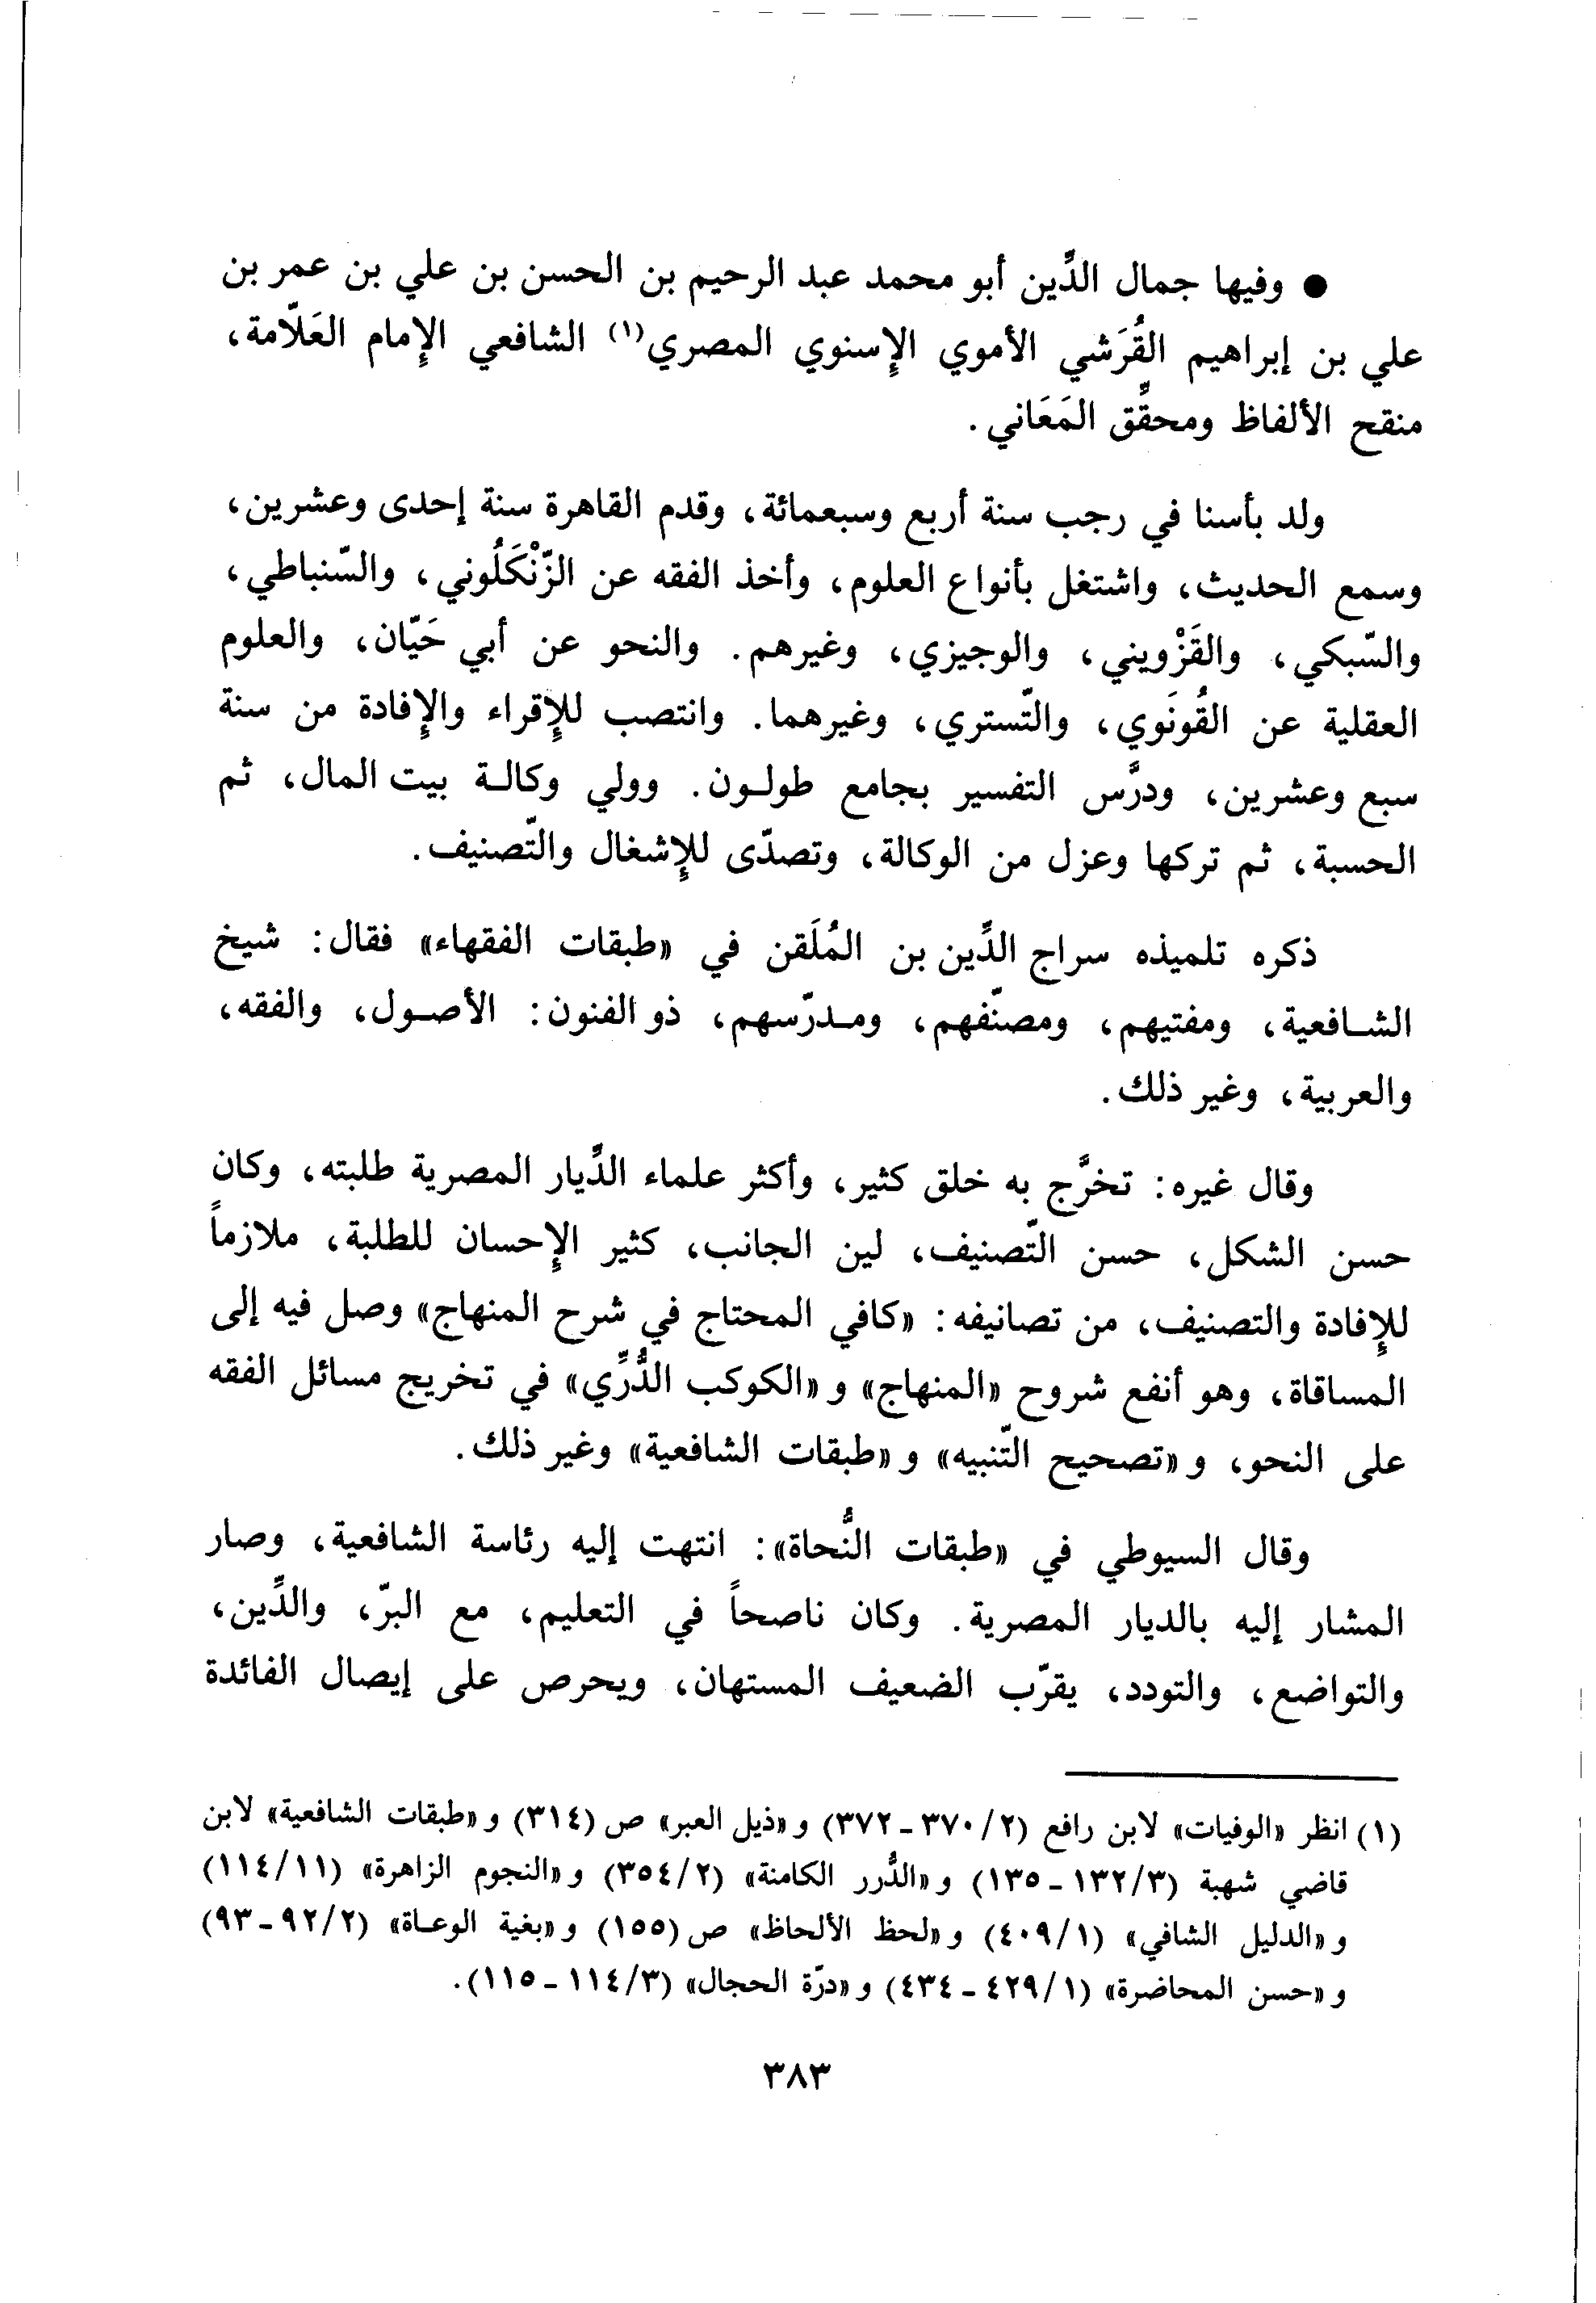 ● وفيها جمال الدِّين أبو محمد عبد الرحيم بن الحسن بن علي بن عمر بن
علي بن إبراهيم القُرَشي الأموي الإسنوي المصري(١) الشافعي الإمام العَلّامة،
منقح الألفاظ ومحقِّق المَعَاني.
ولد بأسنا في رجب سنة أربع وسبعمائة، وقدم القاهرة سنة إحدى وعشرين،
وسمع الحديث، واشتغل بأنواع العلوم، وأخذ الفقه عن الزّنْكَلُوني، والسّنباطي،
والسّبكي، والقَزْويني، والوجيزي، وغيرهم. والنحو عن أبي حَيّان، والعلوم
العقلية عن القُونَوي، والتّستري، وغيرهما. وانتصب للإقراء والإفادة من سنة
سبع وعشرين، ودرَّس التفسير بجامع طولون. وولي وكالة بيت المال، ثم
الحسبة، ثم تركها وعزل من الوكالة، وتصدّى للإشغال والتّصنيف.
ذكره تلميذه سراج الدِّين بن المُلَقن في «طبقات الفقهاء» فقال: شيخ
الشافعية، ومفتيهم، ومصنّفهم، ومدرّسهم، ذو الفنون: الأصول، والفقه،
والعربية، وغير ذلك.
وقال غيره: تخرَّج به خلق كثير، وأكثر علماء الدِّيار المصرية طلبته، وكان
حسن الشكل، حسن التّصنيف، لين الجانب، كثير الإحسان للطلبة، ملازماً
للإفادة والتصنيف، من تصانيفه: «كافي المحتاج في شرح المنهاج» وصل فيه إلى
المساقاة، وهو أنفع شروح «المنهاج» و «الكوكب الدُّرِّي» في تخريج مسائل الفقه
على النحو، و «تصحيح التّنبيه» و «طبقات الشافعية» وغير ذلك.
وقال السيوطي في «طبقات النُّحاة»: انتهت إليه رئاسة الشافعية، وصار
المشار إليه بالديار المصرية. وكان ناصحاً في التعليم، مع البرّ، والدِّين،
والتواضع، والتودد، يقرّب الضعيف المستهان، ويحرص على إيصال الفائدة
(١) انظر «الوفيات» لابن رافع (٢/ ٣٧٠ - ٣٧٢) و «ذيل العبر» ص (٣١٤) و «طبقات الشافعية» لابن
قاضي شهبة (٣/ ١٣٢ - ١٣٥) و «الدُّرر الكامنة» (٢/ ٣٥٤) و «النجوم الزاهرة» (١١/ ١١٤)
و «الدليل الشافي» (١/ ٤٠٩) و «لحظ الألحاظ» ص (١٥٥) و «بغية الوعاة» (٢/ ٩٢ - ٩٣)
و «حسن المحاضرة» (١/ ٤٢٩ - ٤٣٤) و «درّة الحجال» (٣/ ١١٤ - ١١٥).
٣٨٣